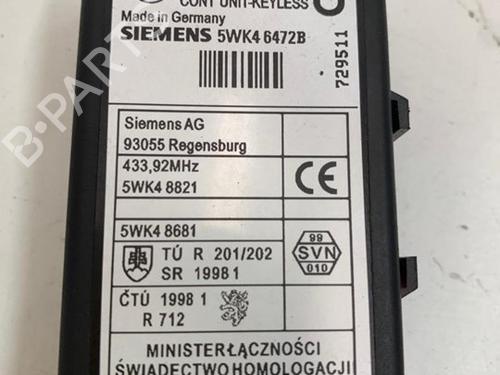 CONT UNIT-KEYLESS
Made in Germany
SIEMENS 5WK4 6472B
729511
Siemens AG
93055 Regensburg
433,92MHz
5WK4 8821
CE
5WK4 8681
TÚ R 201/202
SR 1998 1
99
SVN
010
ČTÚ 1998 1
R 712
MINISTERŁĄCZNOŚCI
ŚWIADECTWO HOMOLOGACJI
B-PARTS